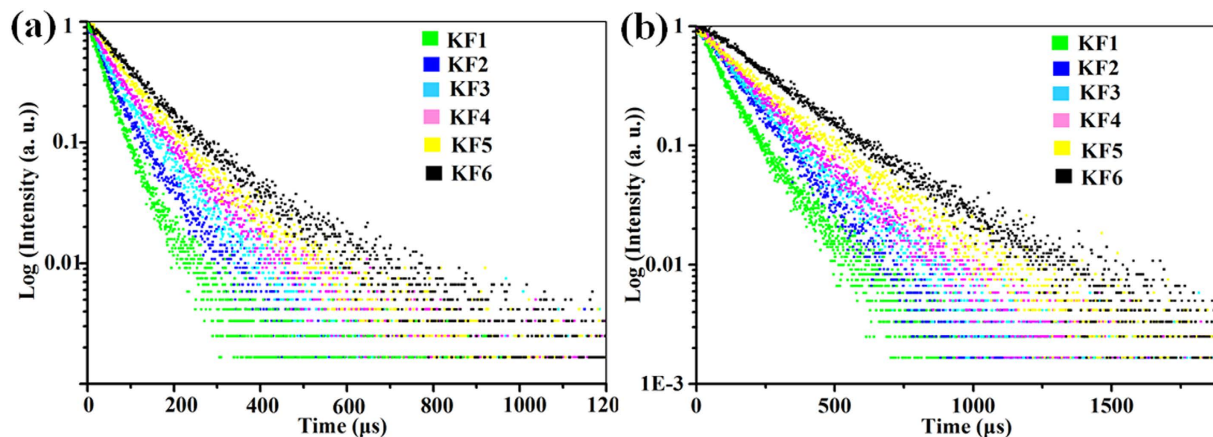 (a)
1
0.1
0.01
Log (Intensity (a. u.))
KF1
KF2
KF3
KF4
KF5
KF6
0 200 400 600 800 1000 120
Time (μs)
(b)
1
0.1
0.01
1E-3
Log (Intensity (a. u.))
KF1
KF2
KF3
KF4
KF5
KF6
0 500 1000 1500
Time (μs)